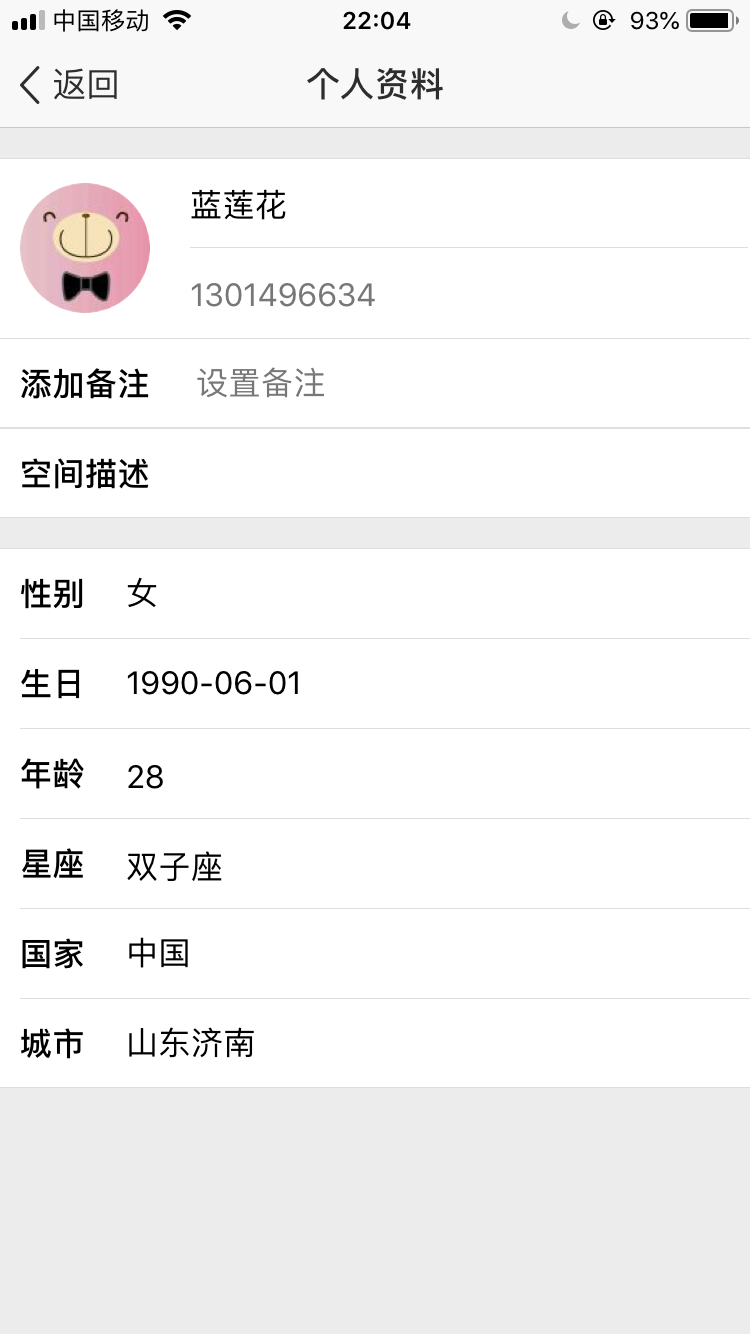 中国移动 22:04 93%
返回 个人资料
蓝莲花
1301496634
添加备注 设置备注
空间描述
性别 女
生日 1990-06-01
年龄 28
星座 双子座
国家 中国
城市 山东济南